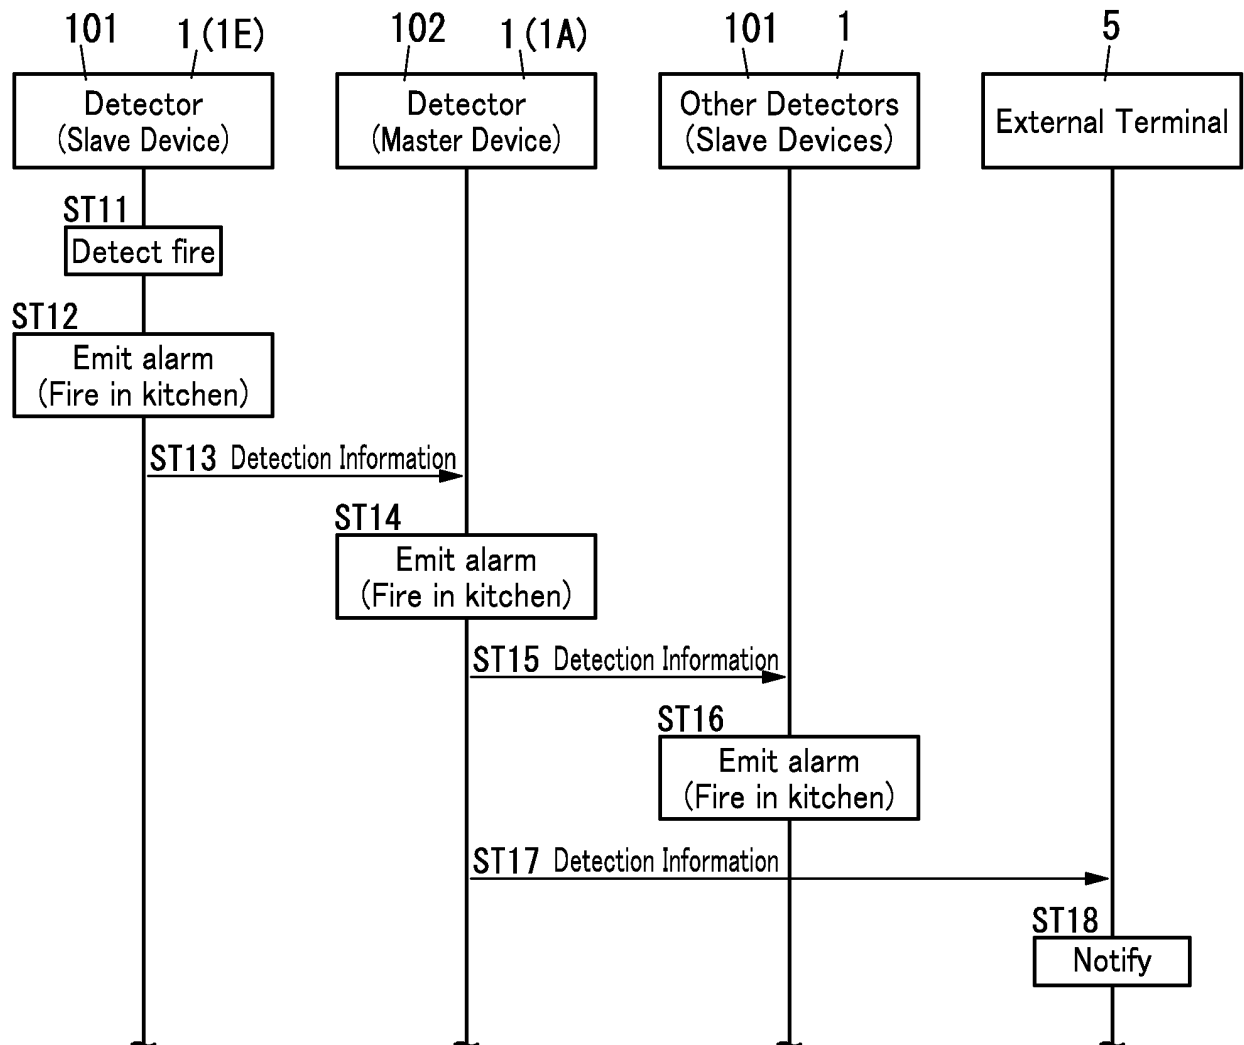 101 1(1E) 102 1(1A) 101 1 5
Detector
(Slave Device)
Detector
(Master Device)
Other Detectors
(Slave Devices)
External Terminal
ST11
Detect fire
ST12
Emit alarm
(Fire in kitchen)
ST13 Detection Information
ST14
Emit alarm
(Fire in kitchen)
ST15 Detection Information
ST16
Emit alarm
(Fire in kitchen)
ST17 Detection Information
ST18
Notify